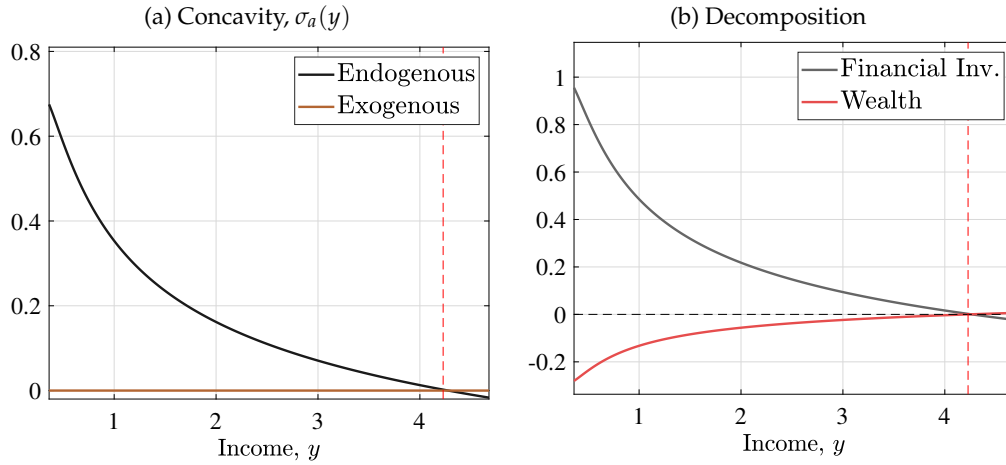 (a) Concavity, σₐ(y)
0.8
0.6
0.4
0.2
0
1
2
3
4
Income, y
Endogenous
Exogenous
(b) Decomposition
1
0.8
0.6
0.4
0.2
0
-0.2
1
2
3
4
Income, y
Financial Inv.
Wealth